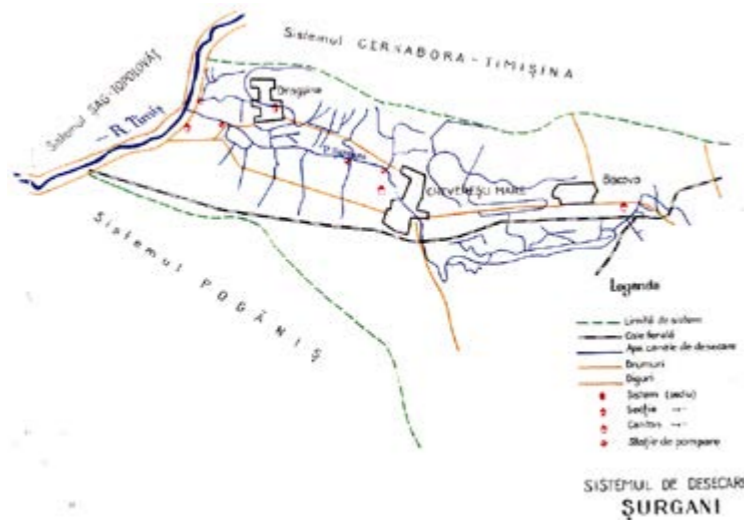 Sistemul CERNABORA-TIMIȘINA
Sistemul ȘAG-TOPOLOVĂȚ
R. Timiș
Dragșina
CHEVEREȘU MARE
Bacova
Sistemul POGĂNIȘ
Legenda
Limită de sistem
Cale ferată
Ape, canale de desecare
Drumuri
Diguri
Sistem (sediu)
Secție
Canton
Stație de pompare
SISTEMUL DE DESECARE
ȘURGANI